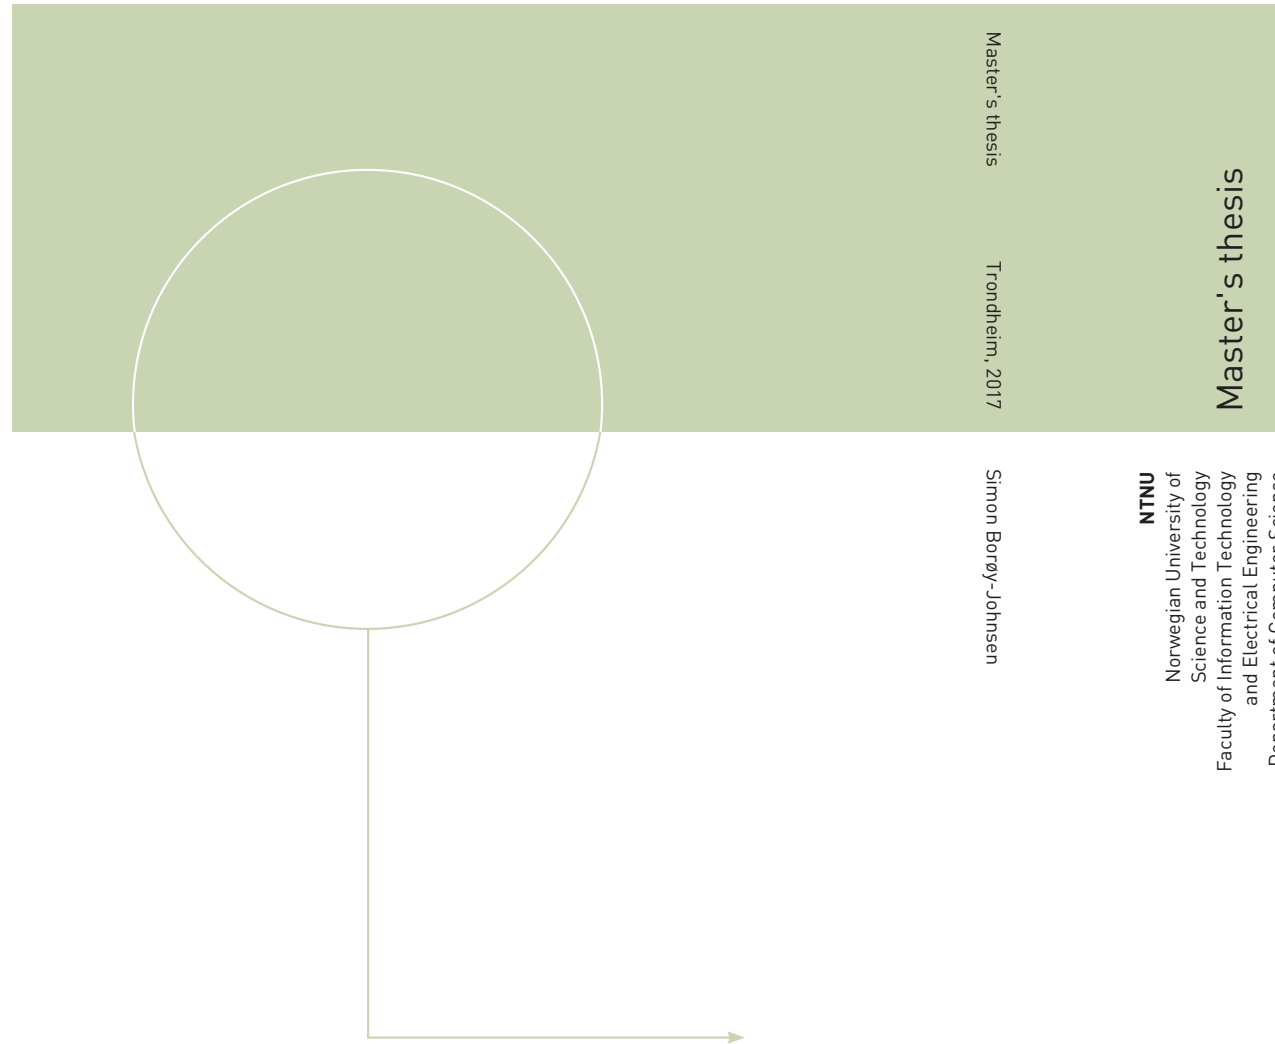 Master's thesis
Trondheim, 2017
Simon Borøy-Johnsen
NTNU
Norwegian University of
Science and Technology
Faculty of Information Technology
and Electrical Engineering
Master's thesis